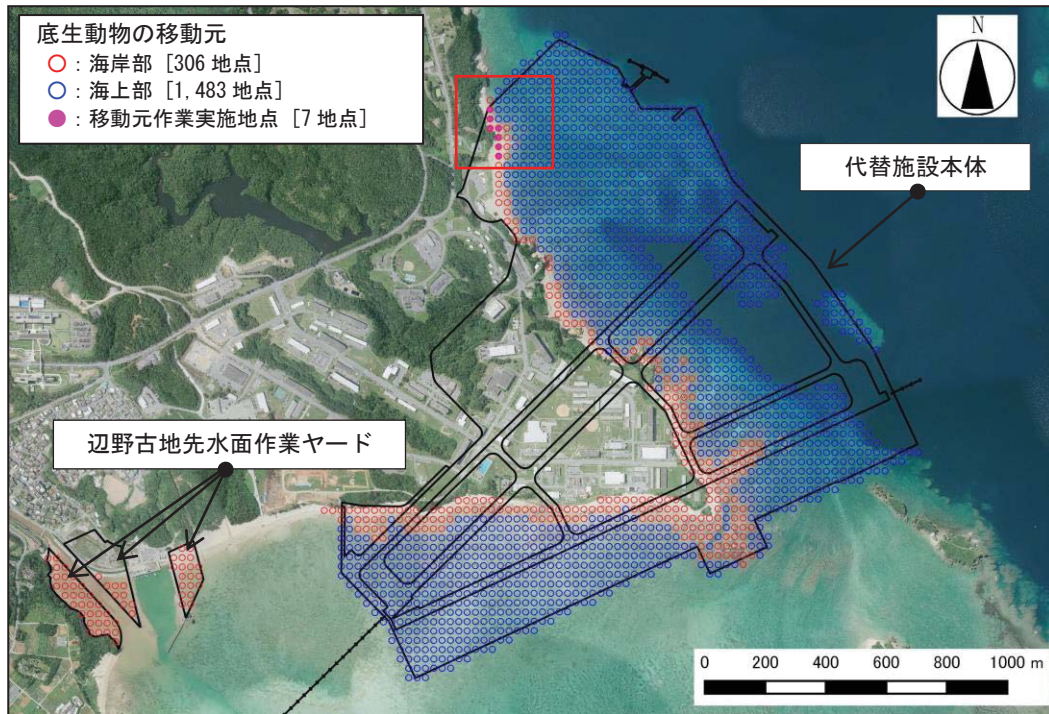 底生動物の移動元
○：海岸部 [306 地点]
○：海上部 [1,483 地点]
●：移動元作業実施地点 [7 地点]
N
代替施設本体
辺野古地先水面作業ヤード
0 200 400 600 800 1000 m